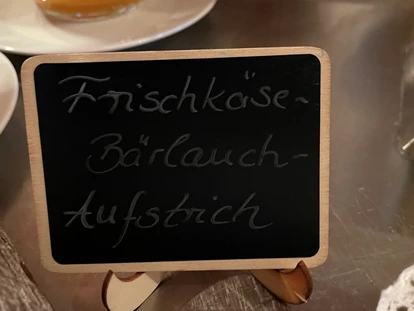 Frischkäse-
Bärlauch-
Aufstrich